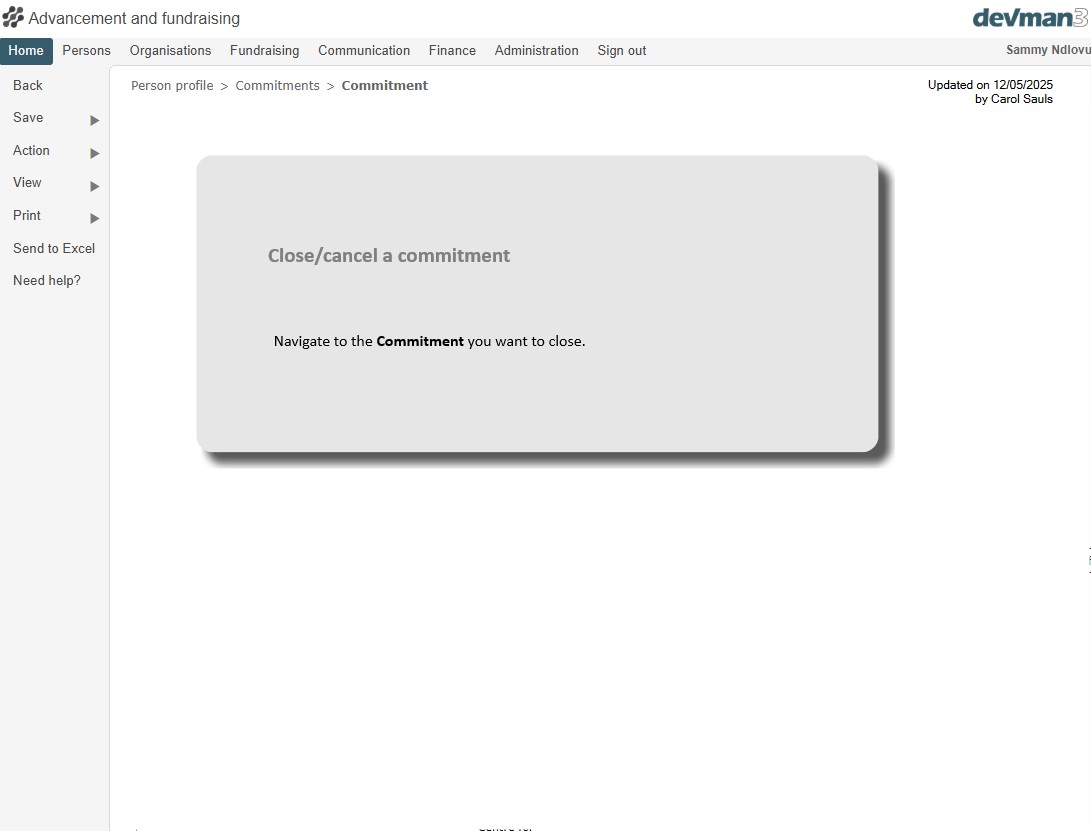 Advancement and fundraising
devman3
Home Persons Organisations Fundraising Communication Finance Administration Sign out Sammy Ndlovu
Back
Person profile > Commitments > Commitment
Updated on 12/05/2025
by Carol Sauls
Save
Action
View
Print
Send to Excel
Need help?
Close/cancel a commitment
Navigate to the Commitment you want to close.